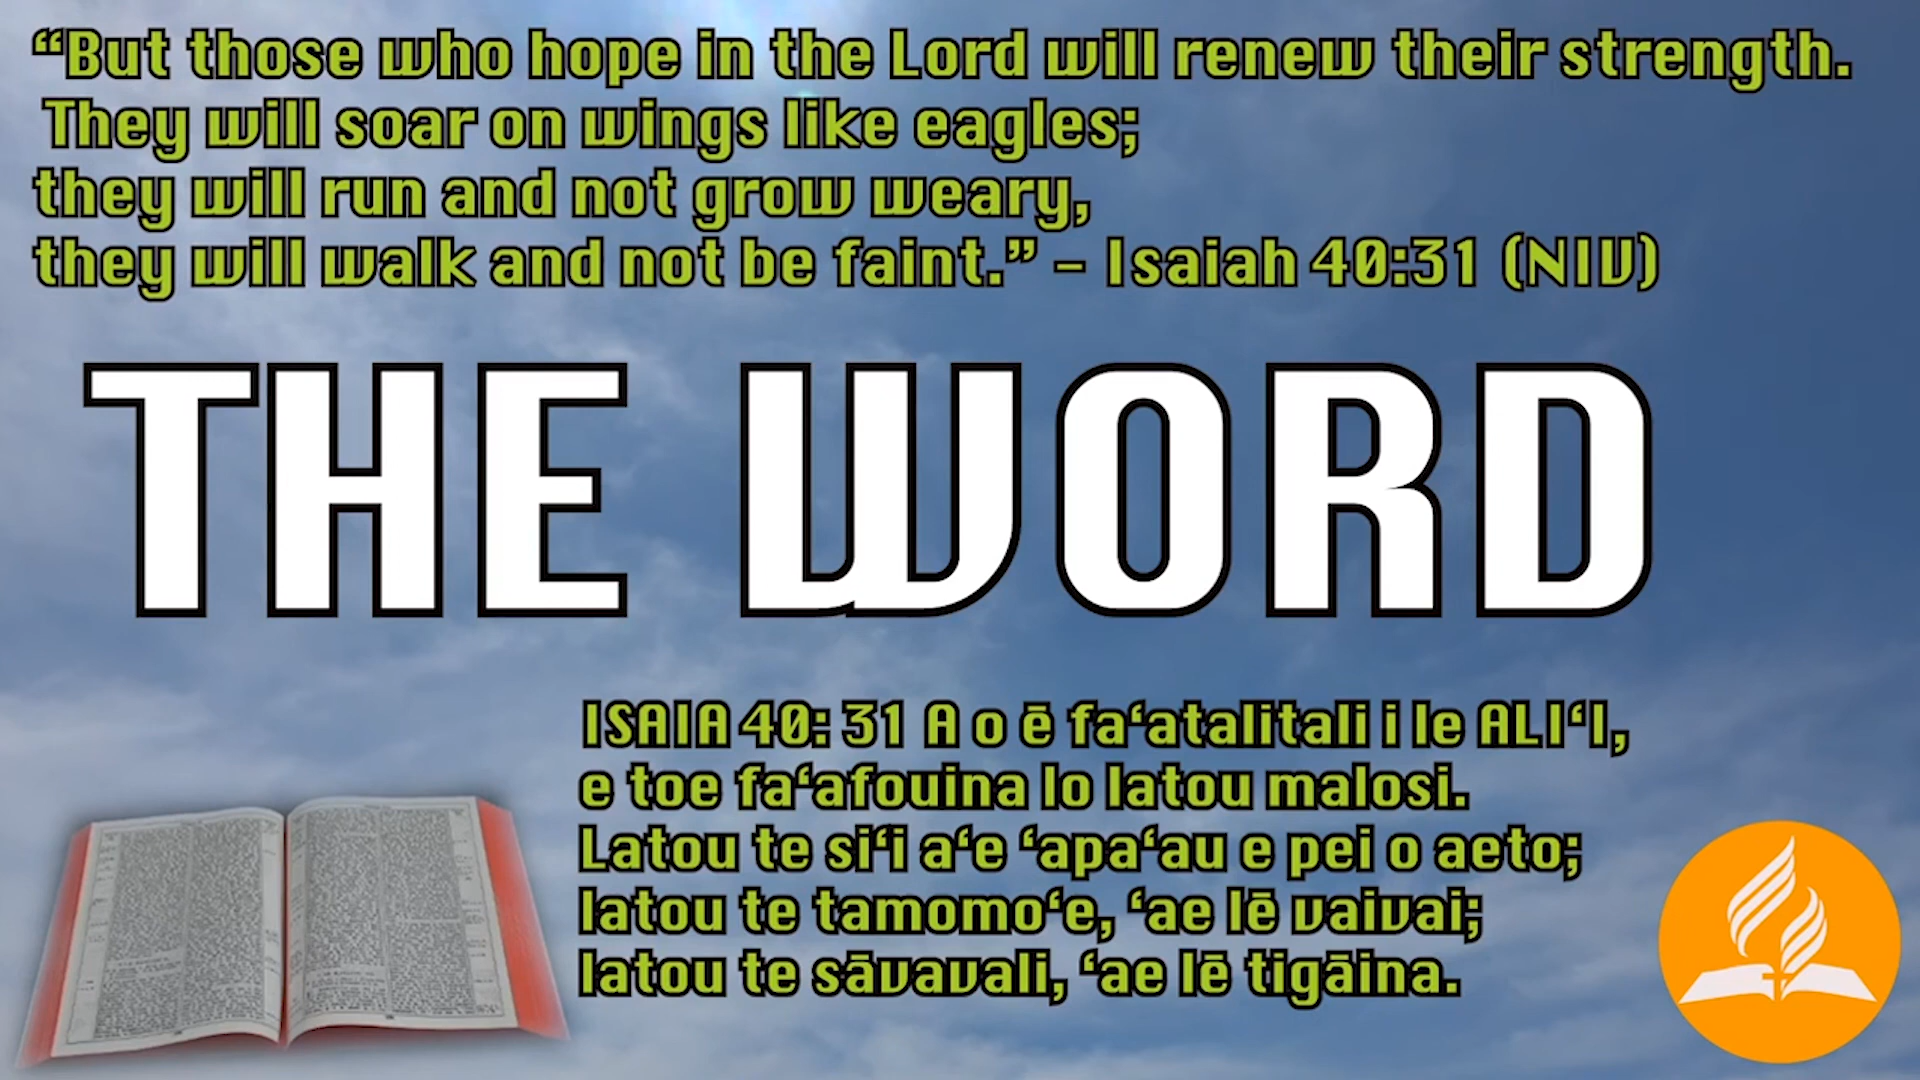 “But those who hope in the Lord will renew their strength.
They will soar on wings like eagles;
they will run and not grow weary,
they will walk and not be faint.” – Isaiah 40:31 (NIV)
THE WORD
ISAIA 40: 31 A o ē fa‘atalitali i le ALI‘I,
e toe fa‘afouina lo latou malosi.
Latou te si‘i a‘e ‘apa‘au e pei o aeto;
latou te tamomo‘e, ‘ae lē vaivai;
latou te sāvavali, ‘ae lē tigāina.